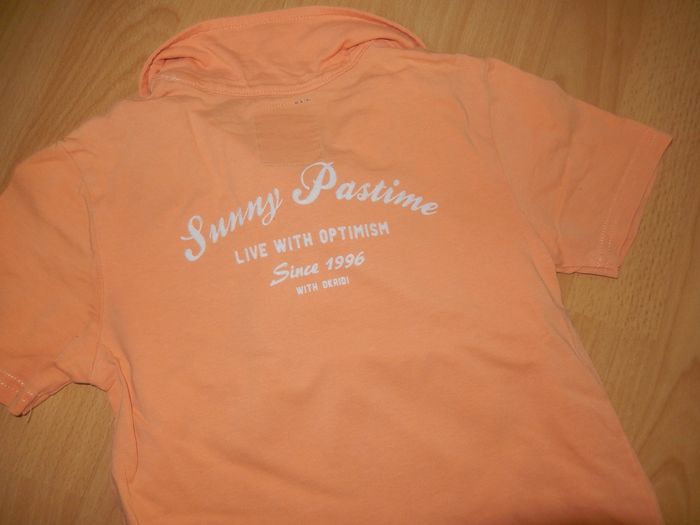 Sunny Pastime
LIVE WITH OPTIMISM
Since 1996
WITH OKAIDI